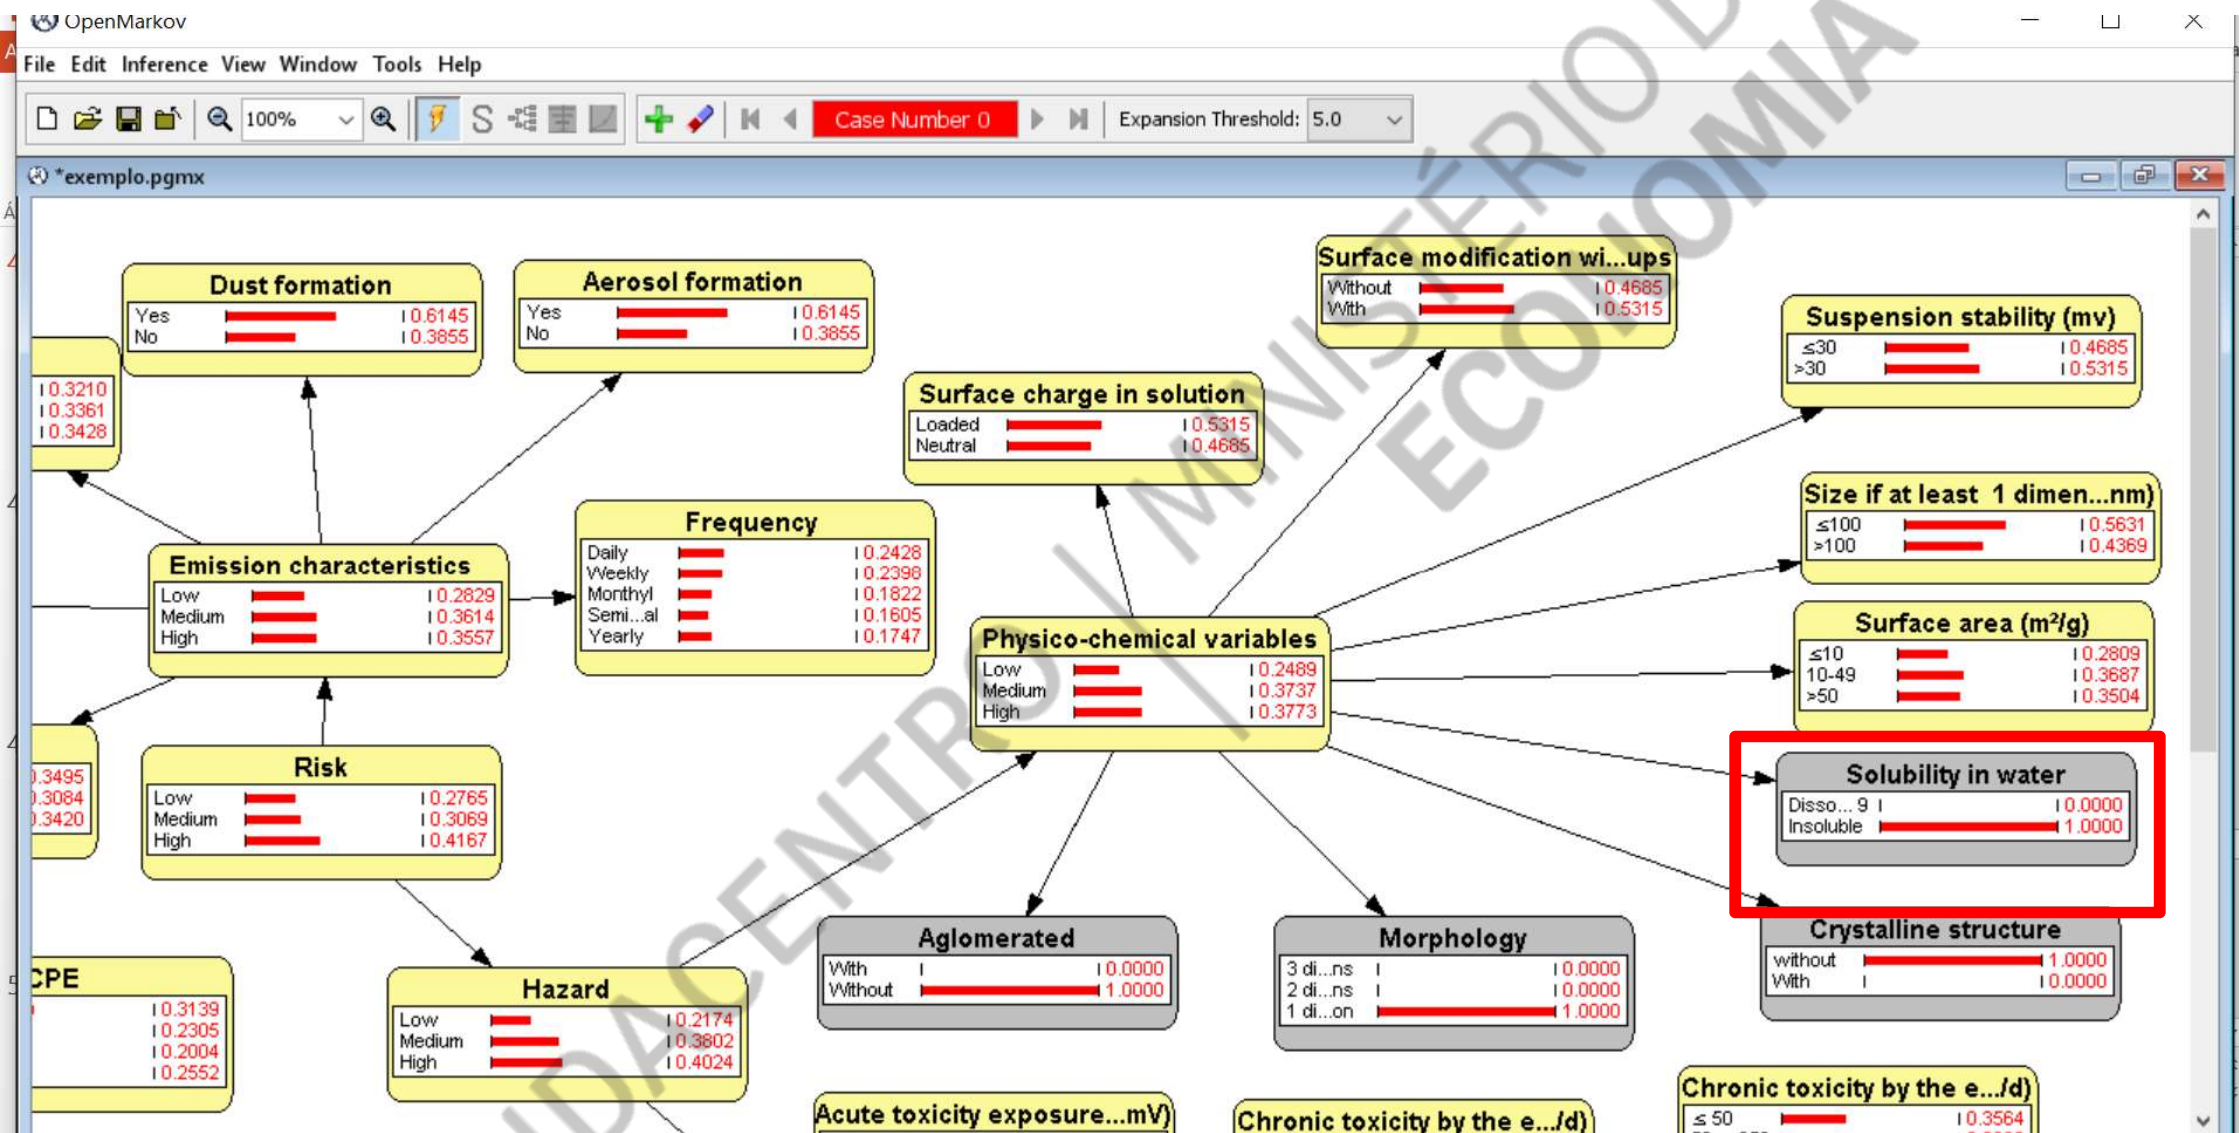 OpenMarkov
File Edit Inference View Window Tools Help
100%
Case Number 0
Expansion Threshold: 5.0
*exemplo.pgmx
Dust formation
Yes 0.6145
No 0.3855
Aerosol formation
Yes 0.6145
No 0.3855
Surface modification wi...ups
Without 0.4685
With 0.5315
Suspension stability (mv)
≤30 0.4685
>30 0.5315
0.3210
0.3361
0.3428
Surface charge in solution
Loaded 0.5315
Neutral 0.4685
Size if at least 1 dimen...nm)
≤100 0.5631
>100 0.4369
Frequency
Daily 0.2428
Weekly 0.2398
Monthyl 0.1822
Semi...al 0.1605
Yearly 0.1747
Emission characteristics
Low 0.2829
Medium 0.3614
High 0.3557
Physico-chemical variables
Low 0.2489
Medium 0.3737
High 0.3773
Surface area (m²/g)
≤10 0.2809
10-49 0.3687
>50 0.3504
0.3495
0.3084
0.3420
Risk
Low 0.2765
Medium 0.3069
High 0.4167
Solubility in water
Disso... 9 0.0000
Insoluble 1.0000
Aglomerated
With 0.0000
Without 1.0000
Morphology
3 di...ns 0.0000
2 di...ns 0.0000
1 di...on 1.0000
Crystalline structure
without 1.0000
With 0.0000
CPE
0.3139
0.2305
0.2004
0.2552
Hazard
Low 0.2174
Medium 0.3802
High 0.4024
Acute toxicity exposure...mV)
Chronic toxicity by the e.../d)
Chronic toxicity by the e.../d)
≤ 50 0.3564
FUNDACENTRO | MINISTÉRIO D
ECONOMIA